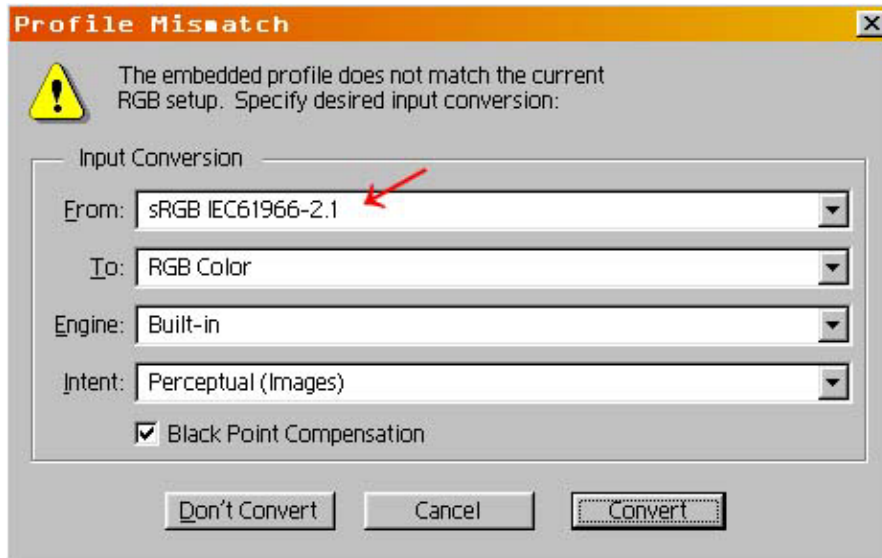 Profile Mismatch
The embedded profile does not match the current
RGB setup. Specify desired input conversion:
Input Conversion
From: sRGB IEC61966-2.1
To: RGB Color
Engine: Built-in
Intent: Perceptual (Images)
Black Point Compensation
Don't Convert Cancel Convert